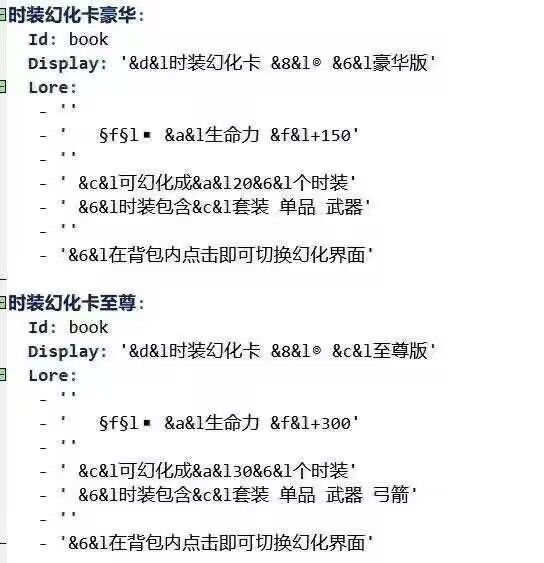 时装幻化卡豪华:
  Id: book
  Display: '&d&l时装幻化卡 &8&l® &6&l豪华版'
  Lore:
   - ''
   - '   §f§l▪ &a&l生命力 &f&l+150'
   - ''
   - ' &c&l可幻化成&a&l20&6&l个时装'
   - ' &6&l时装包含&c&l套装 单品 武器'
   - ''
   - '&6&l在背包内点击即可切换幻化界面'
时装幻化卡至尊:
  Id: book
  Display: '&d&l时装幻化卡 &8&l® &c&l至尊版'
  Lore:
   - ''
   - '   §f§l▪ &a&l生命力 &f&l+300'
   - ''
   - ' &c&l可幻化成&a&l30&6&l个时装'
   - ' &6&l时装包含&c&l套装 单品 武器 弓箭'
   - ''
   - '&6&l在背包内点击即可切换幻化界面'